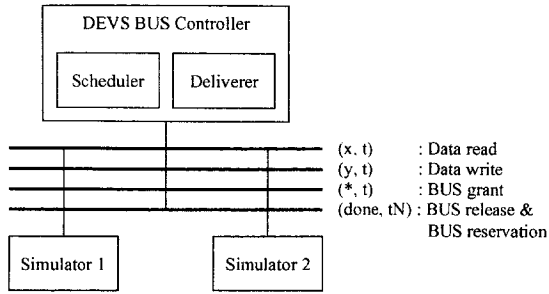 DEVS BUS Controller
Scheduler
Deliverer
(x, t) : Data read
(y, t) : Data write
(*, t) : BUS grant
(done, tN) : BUS release &
BUS reservation
Simulator 1
Simulator 2